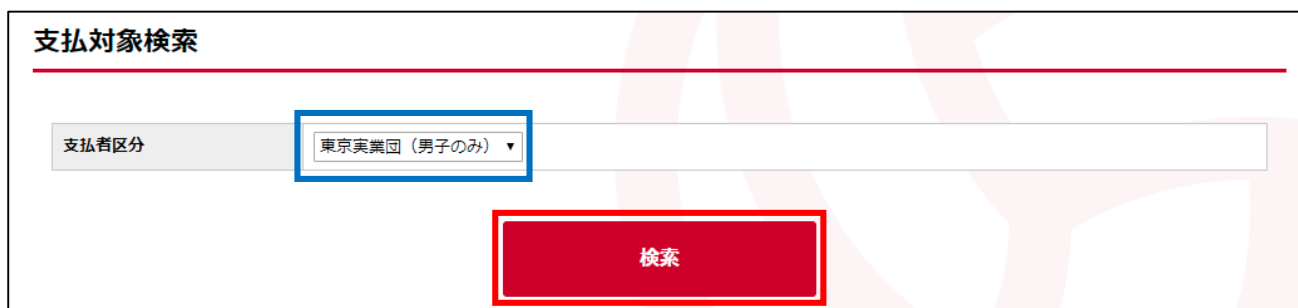 支払対象検索
支払者区分
東京実業団（男子のみ）
検索